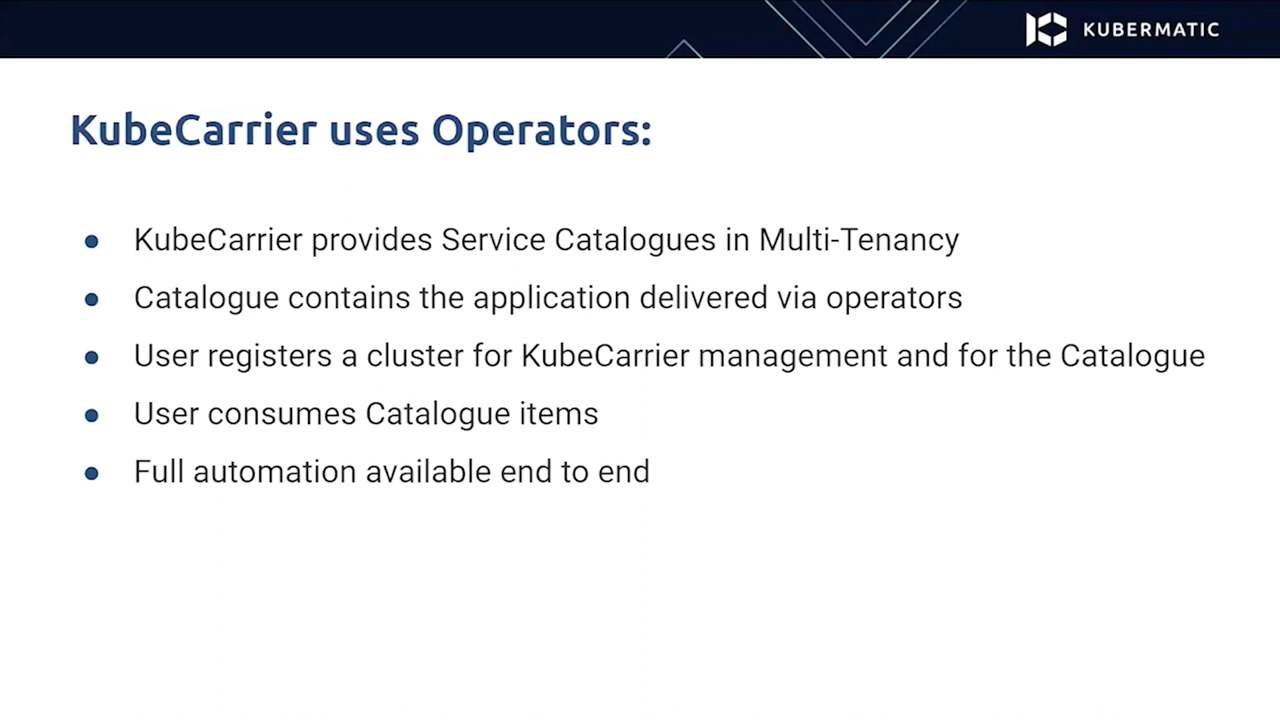 KUBERMATIC
KubeCarrier uses Operators:
● KubeCarrier provides Service Catalogues in Multi-Tenancy
● Catalogue contains the application delivered via operators
● User registers a cluster for KubeCarrier management and for the Catalogue
● User consumes Catalogue items
● Full automation available end to end